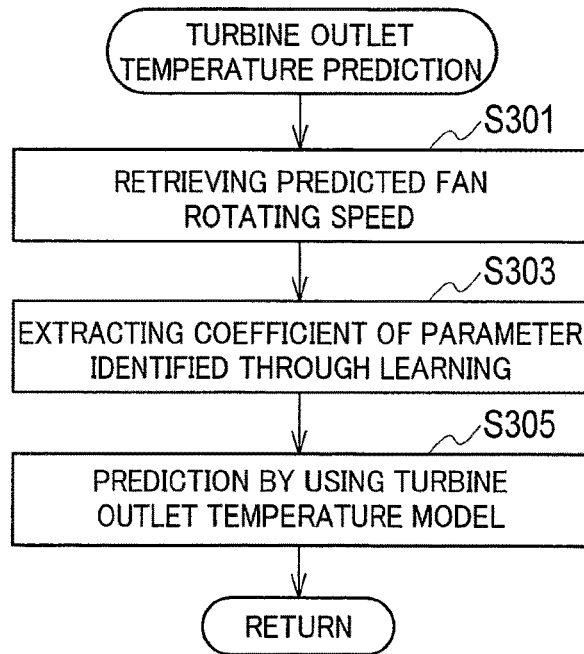 TURBINE OUTLET
TEMPERATURE PREDICTION
S301
RETRIEVING PREDICTED FAN
ROTATING SPEED
S303
EXTRACTING COEFFICIENT OF PARAMETER
IDENTIFIED THROUGH LEARNING
S305
PREDICTION BY USING TURBINE
OUTLET TEMPERATURE MODEL
RETURN